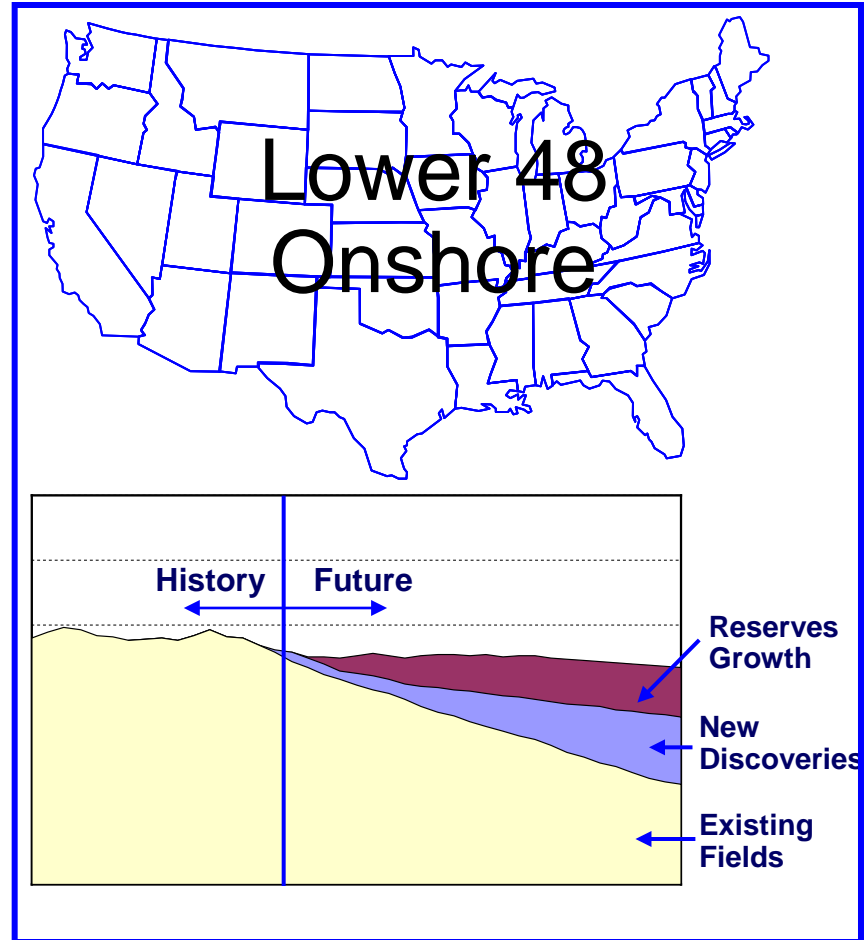 Lower 48
Onshore
History Future
Reserves
Growth
New
Discoveries
Existing
Fields